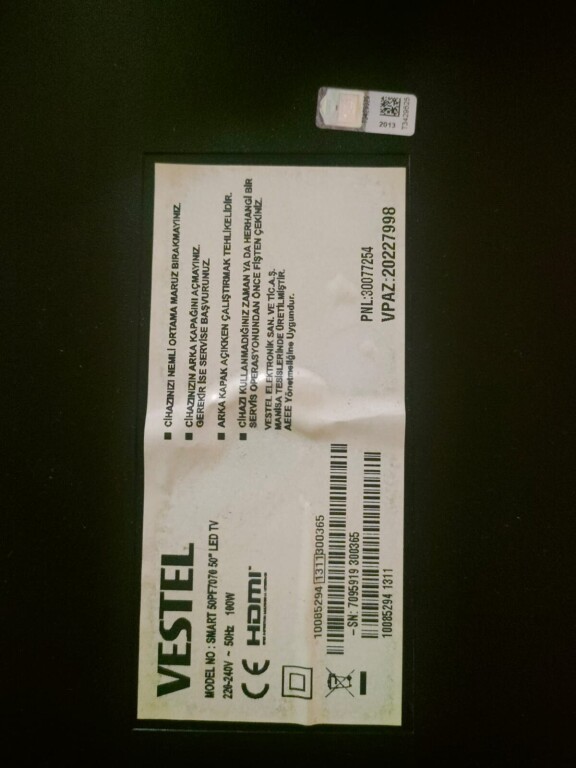 VESTEL
MODEL NO : SMART 50PF7070 50" LED TV
220-240V ~ 50Hz 100W
CE HDMI
10085294 1311 300365
- SN: 7095919 300365
10085294 1311
■ CİHAZINIZI NEMLİ ORTAMA MARUZ BIRAKMAYINIZ.
■ CİHAZINIZIN ARKA KAPAĞINI AÇMAYINIZ.
GEREKİR İSE SERVİSE BAŞVURUNUZ.
■ ARKA KAPAK AÇIKKEN ÇALIŞTIRMAK TEHLİKELİDİR.
■ CİHAZI KULLANMADIĞINIZ ZAMAN YA DA HERHANGİ BİR
SERVİS OPERASYONUNDAN ÖNCE FİŞTEN ÇEKİNİZ.
VESTEL ELEKTRONİK SAN. VE TİC.A.Ş.
MANİSA TESİSLERİNDE ÜRETİLMİŞTİR.
AEEE Yönetmeliğine Uygundur.
PNL:30077254
VPAZ:20227998
2013